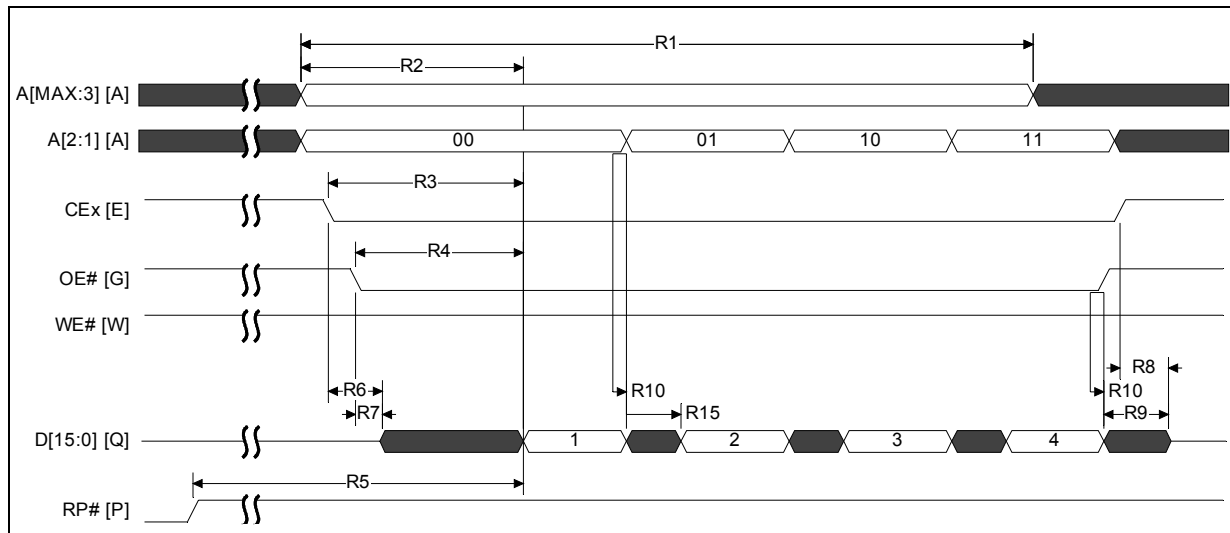 R1
R2
A[MAX:3] [A]
A[2:1] [A]
00 01 10 11
R3
CEx [E]
R4
OE# [G]
WE# [W]
R6 R10 R8
R10
R7 R15 R9
D[15:0] [Q]
1 2 3 4
R5
RP# [P]